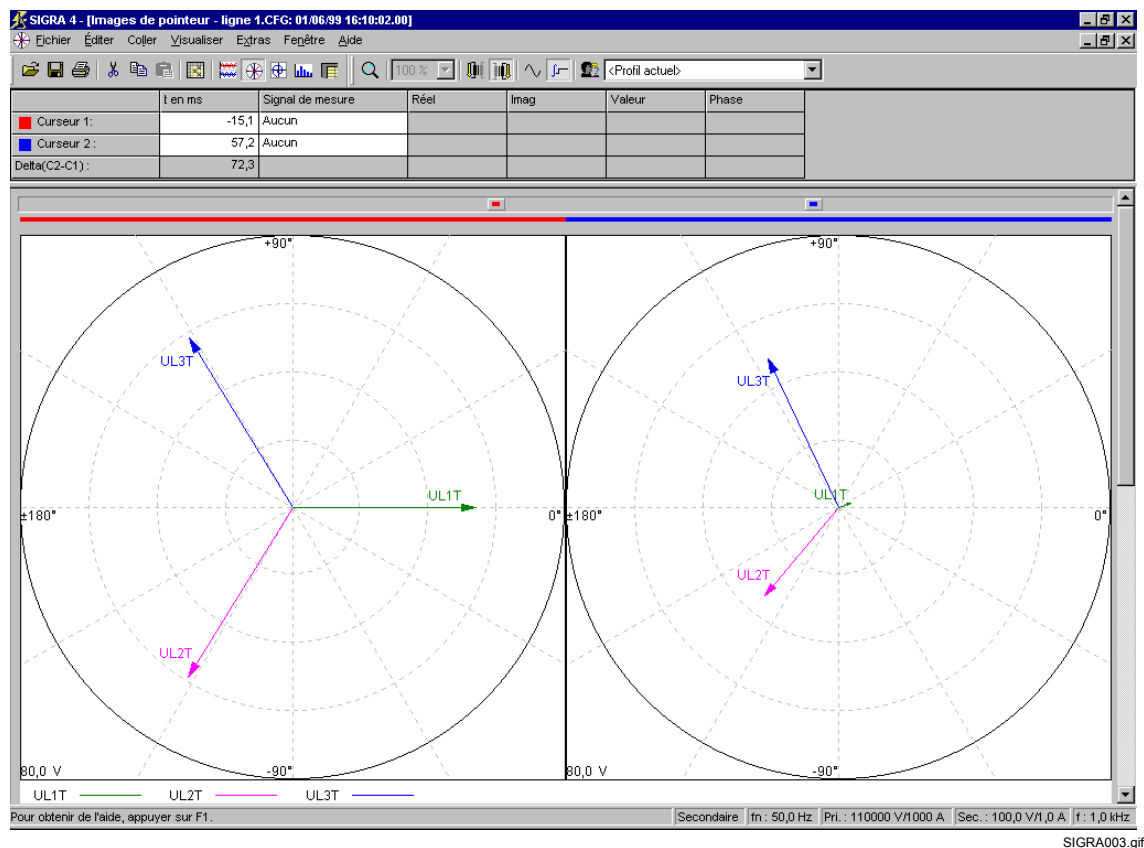 SIGRA 4 - [Images de pointeur - ligne 1.CFG: 01/06/99 16:10:02.00]
Fichier Éditer Coller Visualiser Extras Fenêtre Aide
100 % <Profil actuel>
t en ms Signal de mesure Réel Imag Valeur Phase
Curseur 1: -15,1 Aucun
Curseur 2 : 57,2 Aucun
Delta(C2-C1) : 72,3
+90° +90°
UL3T UL3T
UL1T UL1T
±180° 0° ±180° 0°
UL2T UL2T
80,0 V -90° 80,0 V -90°
UL1T UL2T UL3T
Pour obtenir de l'aide, appuyer sur F1. Secondaire fn : 50,0 Hz Pri. : 110000 V/1000 A Sec. : 100,0 V/1,0 A f : 1,0 kHz
SIGRA003.gif